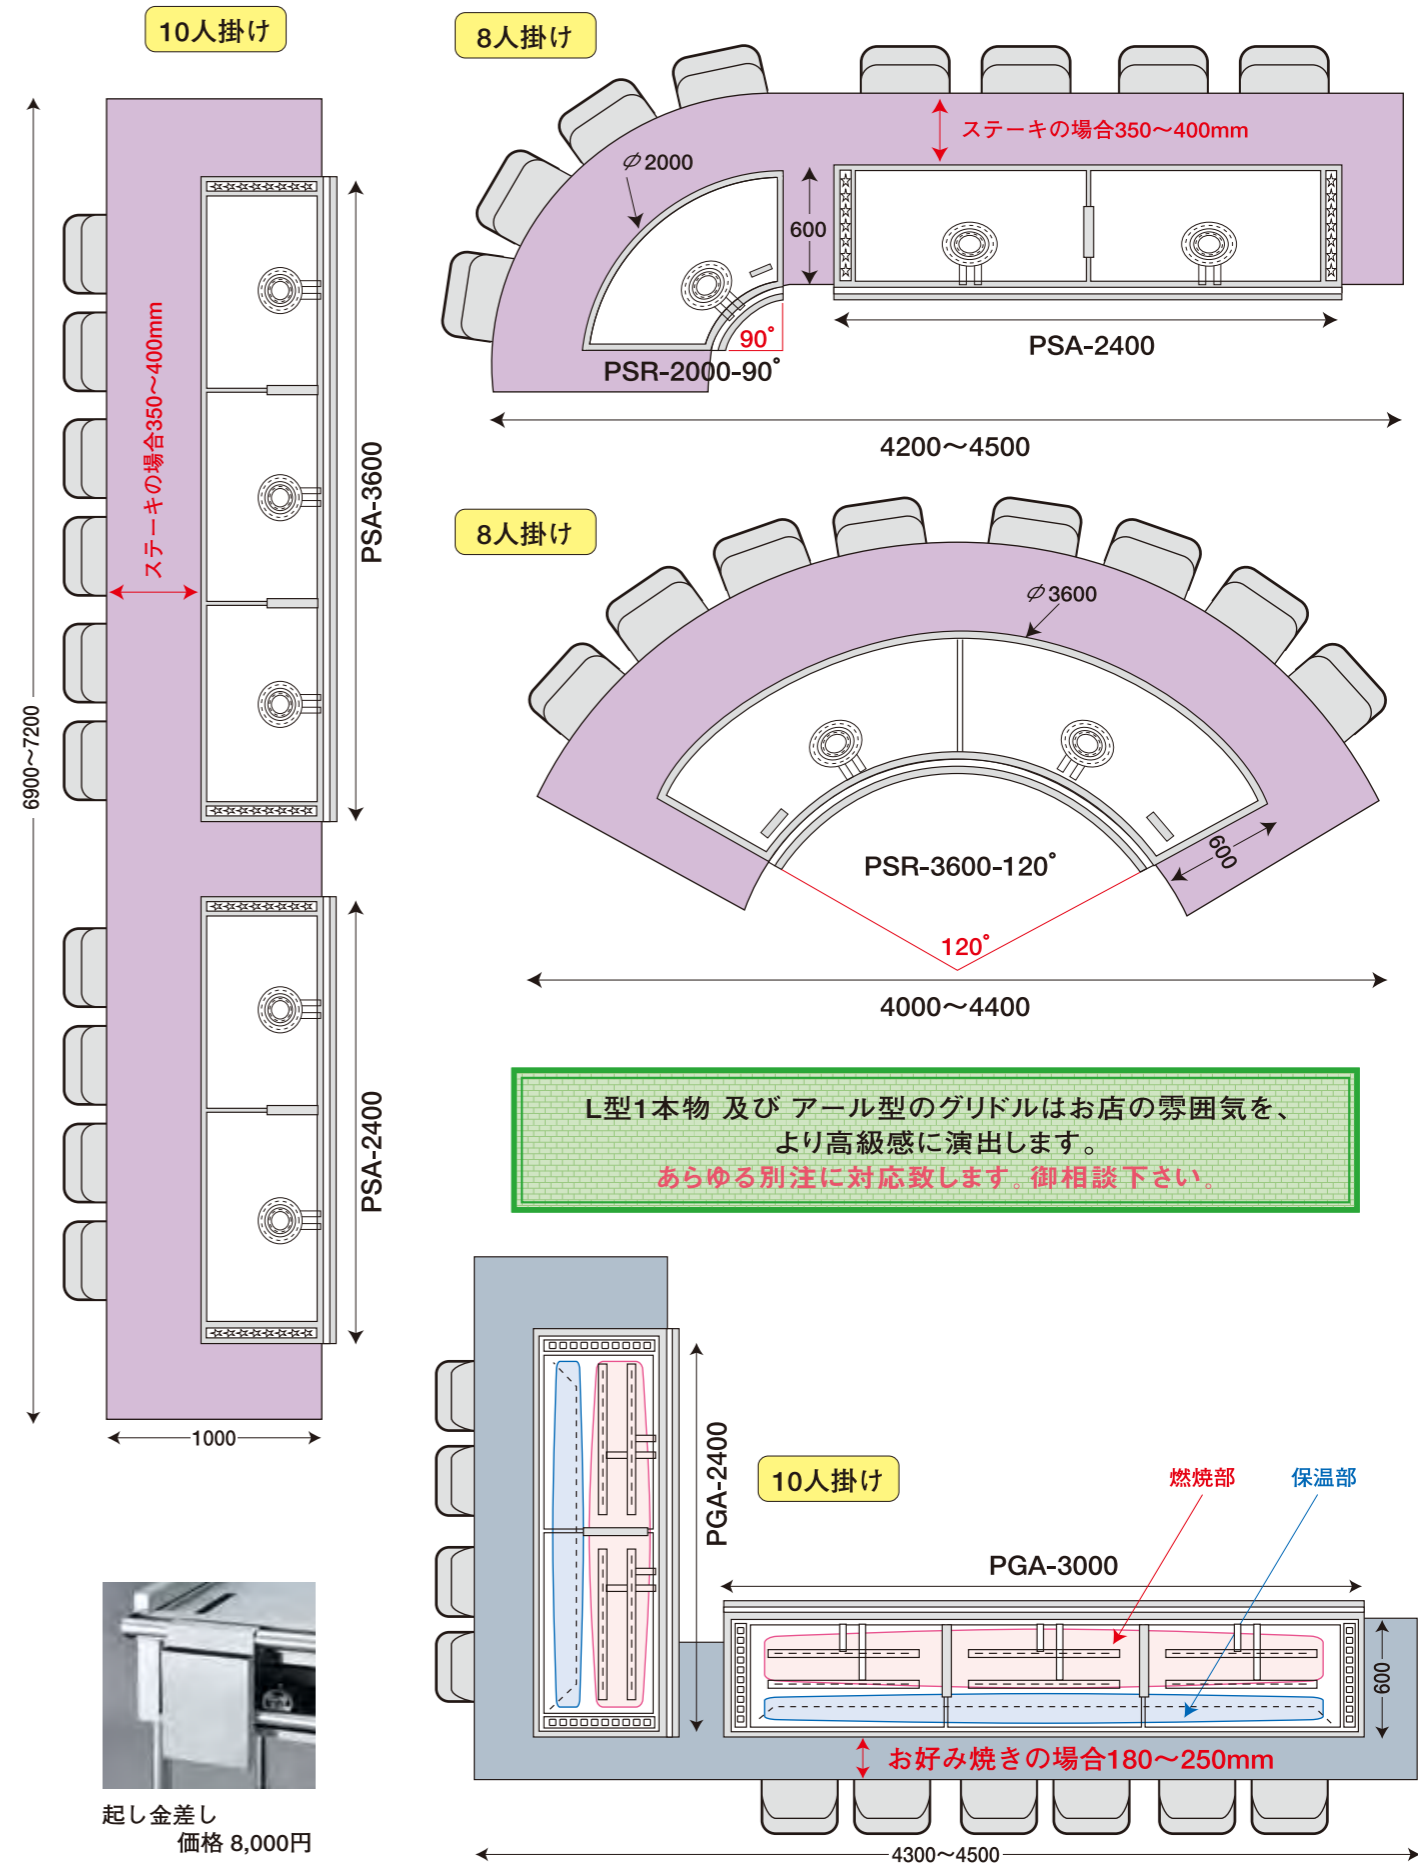 10人掛け
6900〜7200
ステーキの場合350〜400mm
PSA-3600
PSA-2400
1000
8人掛け
ステーキの場合350〜400mm
φ2000
600
90°
PSR-2000-90°
PSA-2400
4200〜4500
8人掛け
φ3600
600
PSR-3600-120°
120°
4000〜4400
L型1本物 及び アール型のグリドルはお店の雰囲気を、
より高級感に演出します。
あらゆる別注に対応致します。御相談下さい。
PGA-2400
10人掛け
燃焼部
保温部
PGA-3000
600
お好み焼きの場合180〜250mm
4300〜4500
起し金差し
価格 8,000円